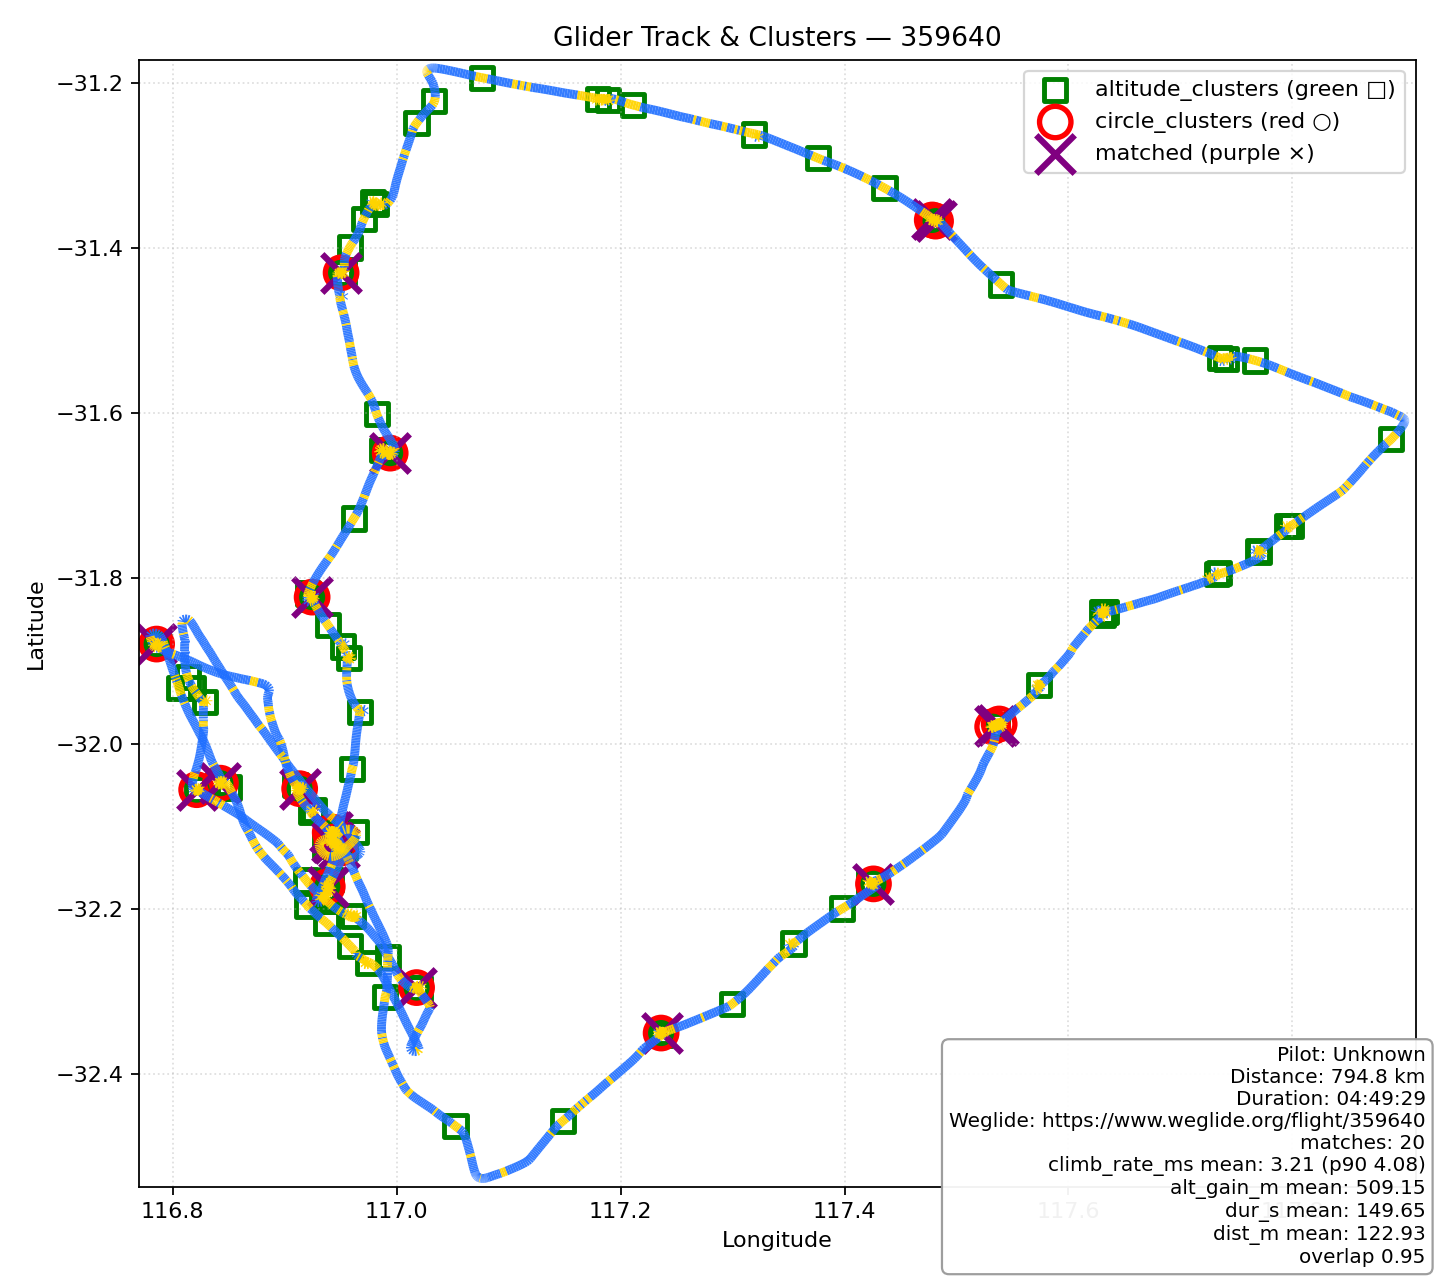 Glider Track & Clusters — 359640
altitude_clusters (green □)
circle_clusters (red ○)
matched (purple ×)
−31.2
−31.4
−31.6
−31.8
−32.0
−32.2
−32.4
Latitude
116.8
117.0
117.2
117.4
117.6
Longitude
Pilot: Unknown
Distance: 794.8 km
Duration: 04:49:29
Weglide: https://www.weglide.org/flight/359640
matches: 20
climb_rate_ms mean: 3.21 (p90 4.08)
alt_gain_m mean: 509.15
dur_s mean: 149.65
dist_m mean: 122.93
overlap 0.95